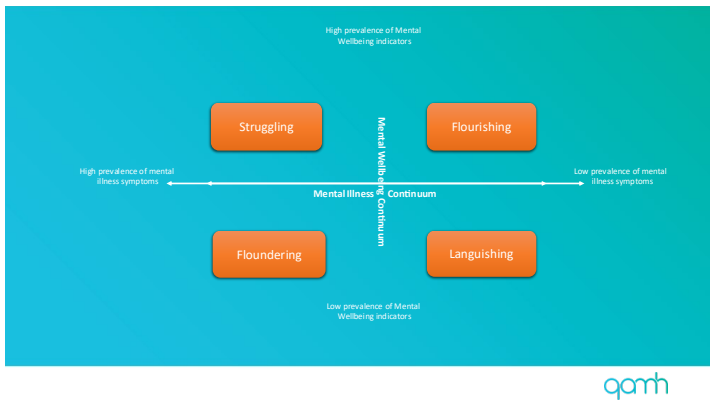 High prevalence of Mental
Wellbeing indicators
Struggling
Flourishing
Mental Wellbeing Continuum
High prevalence of mental
illness symptoms
Low prevalence of mental
illness symptoms
Mental Illness Continuum
Floundering
Languishing
Low prevalence of Mental
Wellbeing indicators
qamh